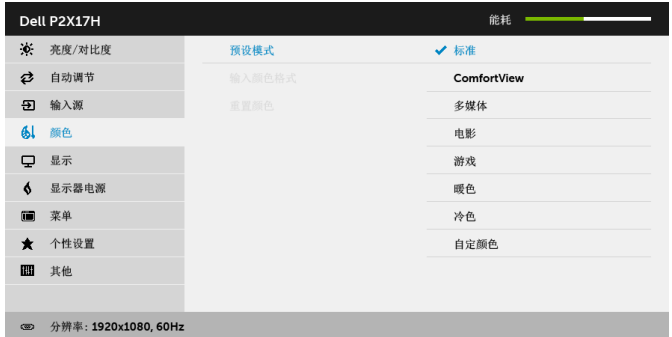 Dell P2X17H 能耗
亮度/对比度 预设模式 标准
自动调节 输入颜色格式 ComfortView
输入源 重置颜色 多媒体
颜色 电影
显示 游戏
显示器电源 暖色
菜单 冷色
个性设置 自定颜色
其他
分辨率: 1920x1080, 60Hz